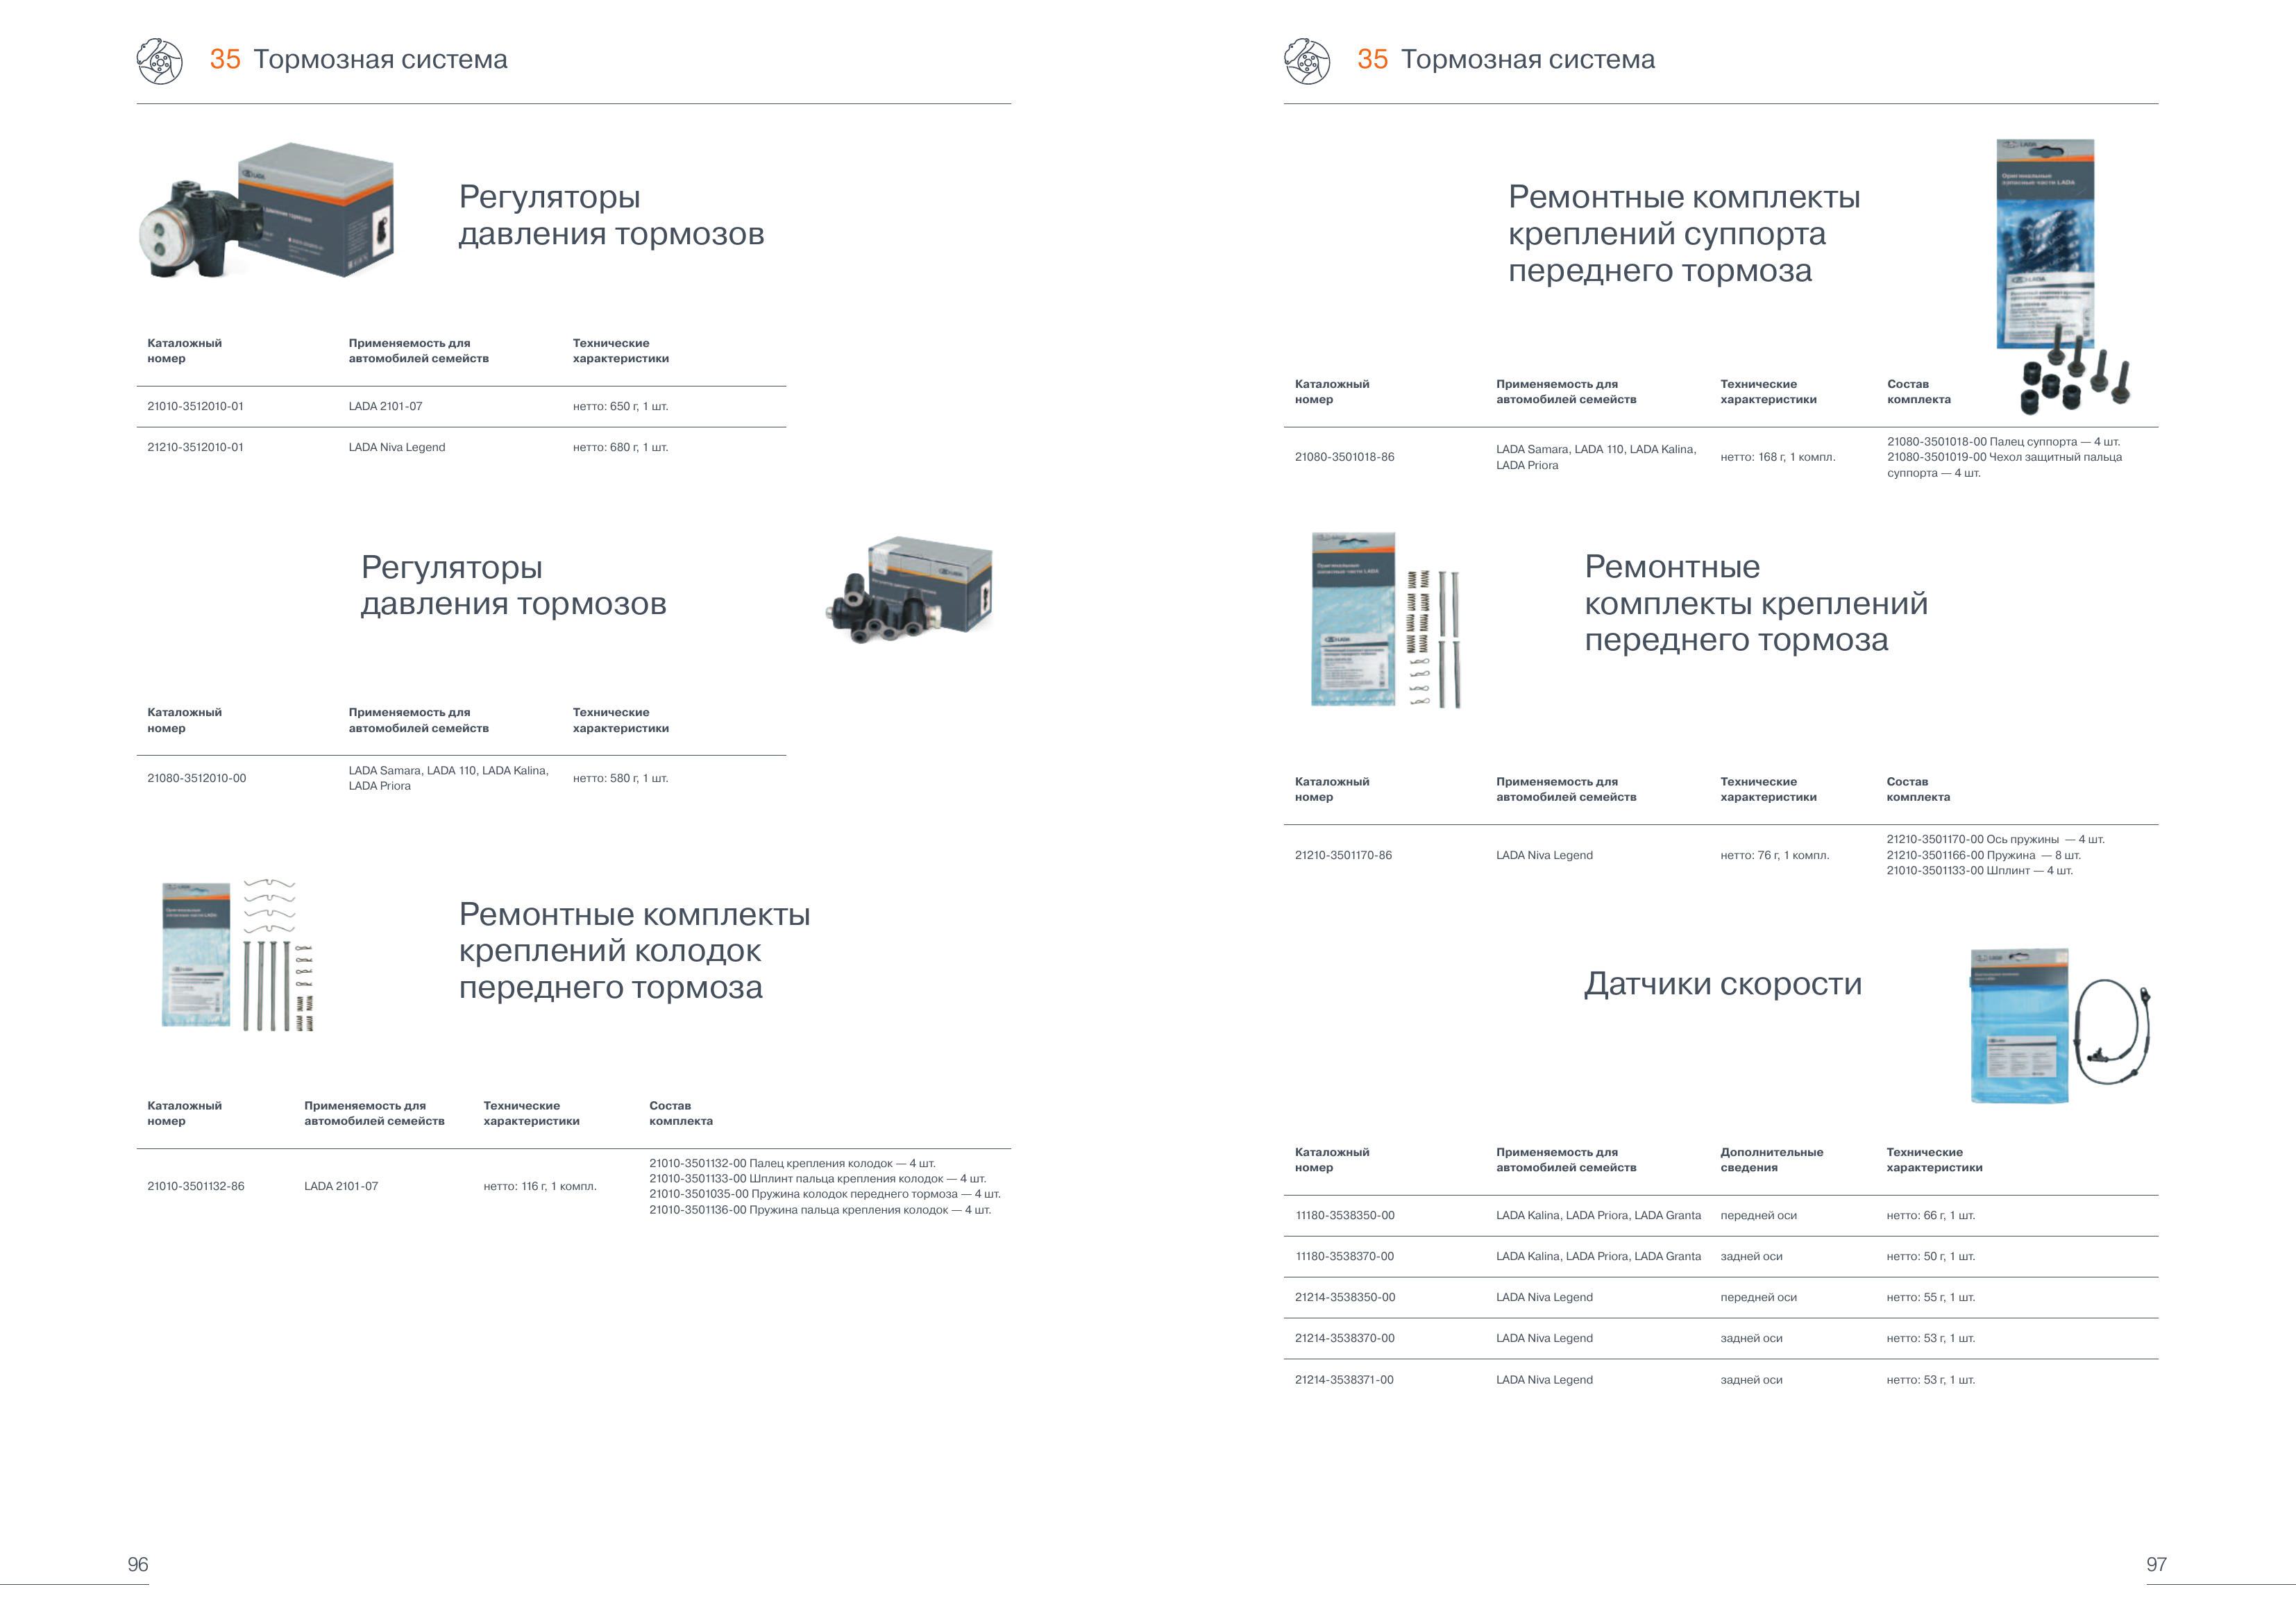 35 Тормозная система
Регуляторы
давления тормозов
Каталожный
номер
Применяемость для
автомобилей семейств
Технические
характеристики
21010-3512010-01 LADA 2101-07 нетто: 650 г, 1 шт.
21210-3512010-01 LADA Niva Legend нетто: 680 г, 1 шт.
Регуляторы
давления тормозов
Каталожный
номер
Применяемость для
автомобилей семейств
Технические
характеристики
21080-3512010-00
LADA Samara, LADA 110, LADA Kalina,
LADA Priora
нетто: 580 г, 1 шт.
Ремонтные комплекты
креплений колодок
переднего тормоза
Каталожный
номер
Применяемость для
автомобилей семейств
Технические
характеристики
Состав
комплекта
21010-3501132-86 LADA 2101-07 нетто: 116 г, 1 компл.
21010-3501132-00 Палец крепления колодок — 4 шт.
21010-3501133-00 Шплинт пальца крепления колодок — 4 шт.
21010-3501035-00 Пружина колодок переднего тормоза — 4 шт.
21010-3501136-00 Пружина пальца крепления колодок — 4 шт.
96
35 Тормозная система
Ремонтные комплекты
креплений суппорта
переднего тормоза
LADA
Оригинальные
запасные части LADA
LADA
Каталожный
номер
Применяемость для
автомобилей семейств
Технические
характеристики
Состав
комплекта
21080-3501018-86
LADA Samara, LADA 110, LADA Kalina,
LADA Priora
нетто: 168 г, 1 компл.
21080-3501018-00 Палец суппорта — 4 шт.
21080-3501019-00 Чехол защитный пальца
суппорта — 4 шт.
Ремонтные
комплекты креплений
переднего тормоза
Каталожный
номер
Применяемость для
автомобилей семейств
Технические
характеристики
Состав
комплекта
21210-3501170-86 LADA Niva Legend нетто: 76 г, 1 компл.
21210-3501170-00 Ось пружины — 4 шт.
21210-3501166-00 Пружина — 8 шт.
21010-3501133-00 Шплинт — 4 шт.
Датчики скорости
Каталожный
номер
Применяемость для
автомобилей семейств
Дополнительные
сведения
Технические
характеристики
11180-3538350-00 LADA Kalina, LADA Priora, LADA Granta передней оси нетто: 66 г, 1 шт.
11180-3538370-00 LADA Kalina, LADA Priora, LADA Granta задней оси нетто: 50 г, 1 шт.
21214-3538350-00 LADA Niva Legend передней оси нетто: 55 г, 1 шт.
21214-3538370-00 LADA Niva Legend задней оси нетто: 53 г, 1 шт.
21214-3538371-00 LADA Niva Legend задней оси нетто: 53 г, 1 шт.
97